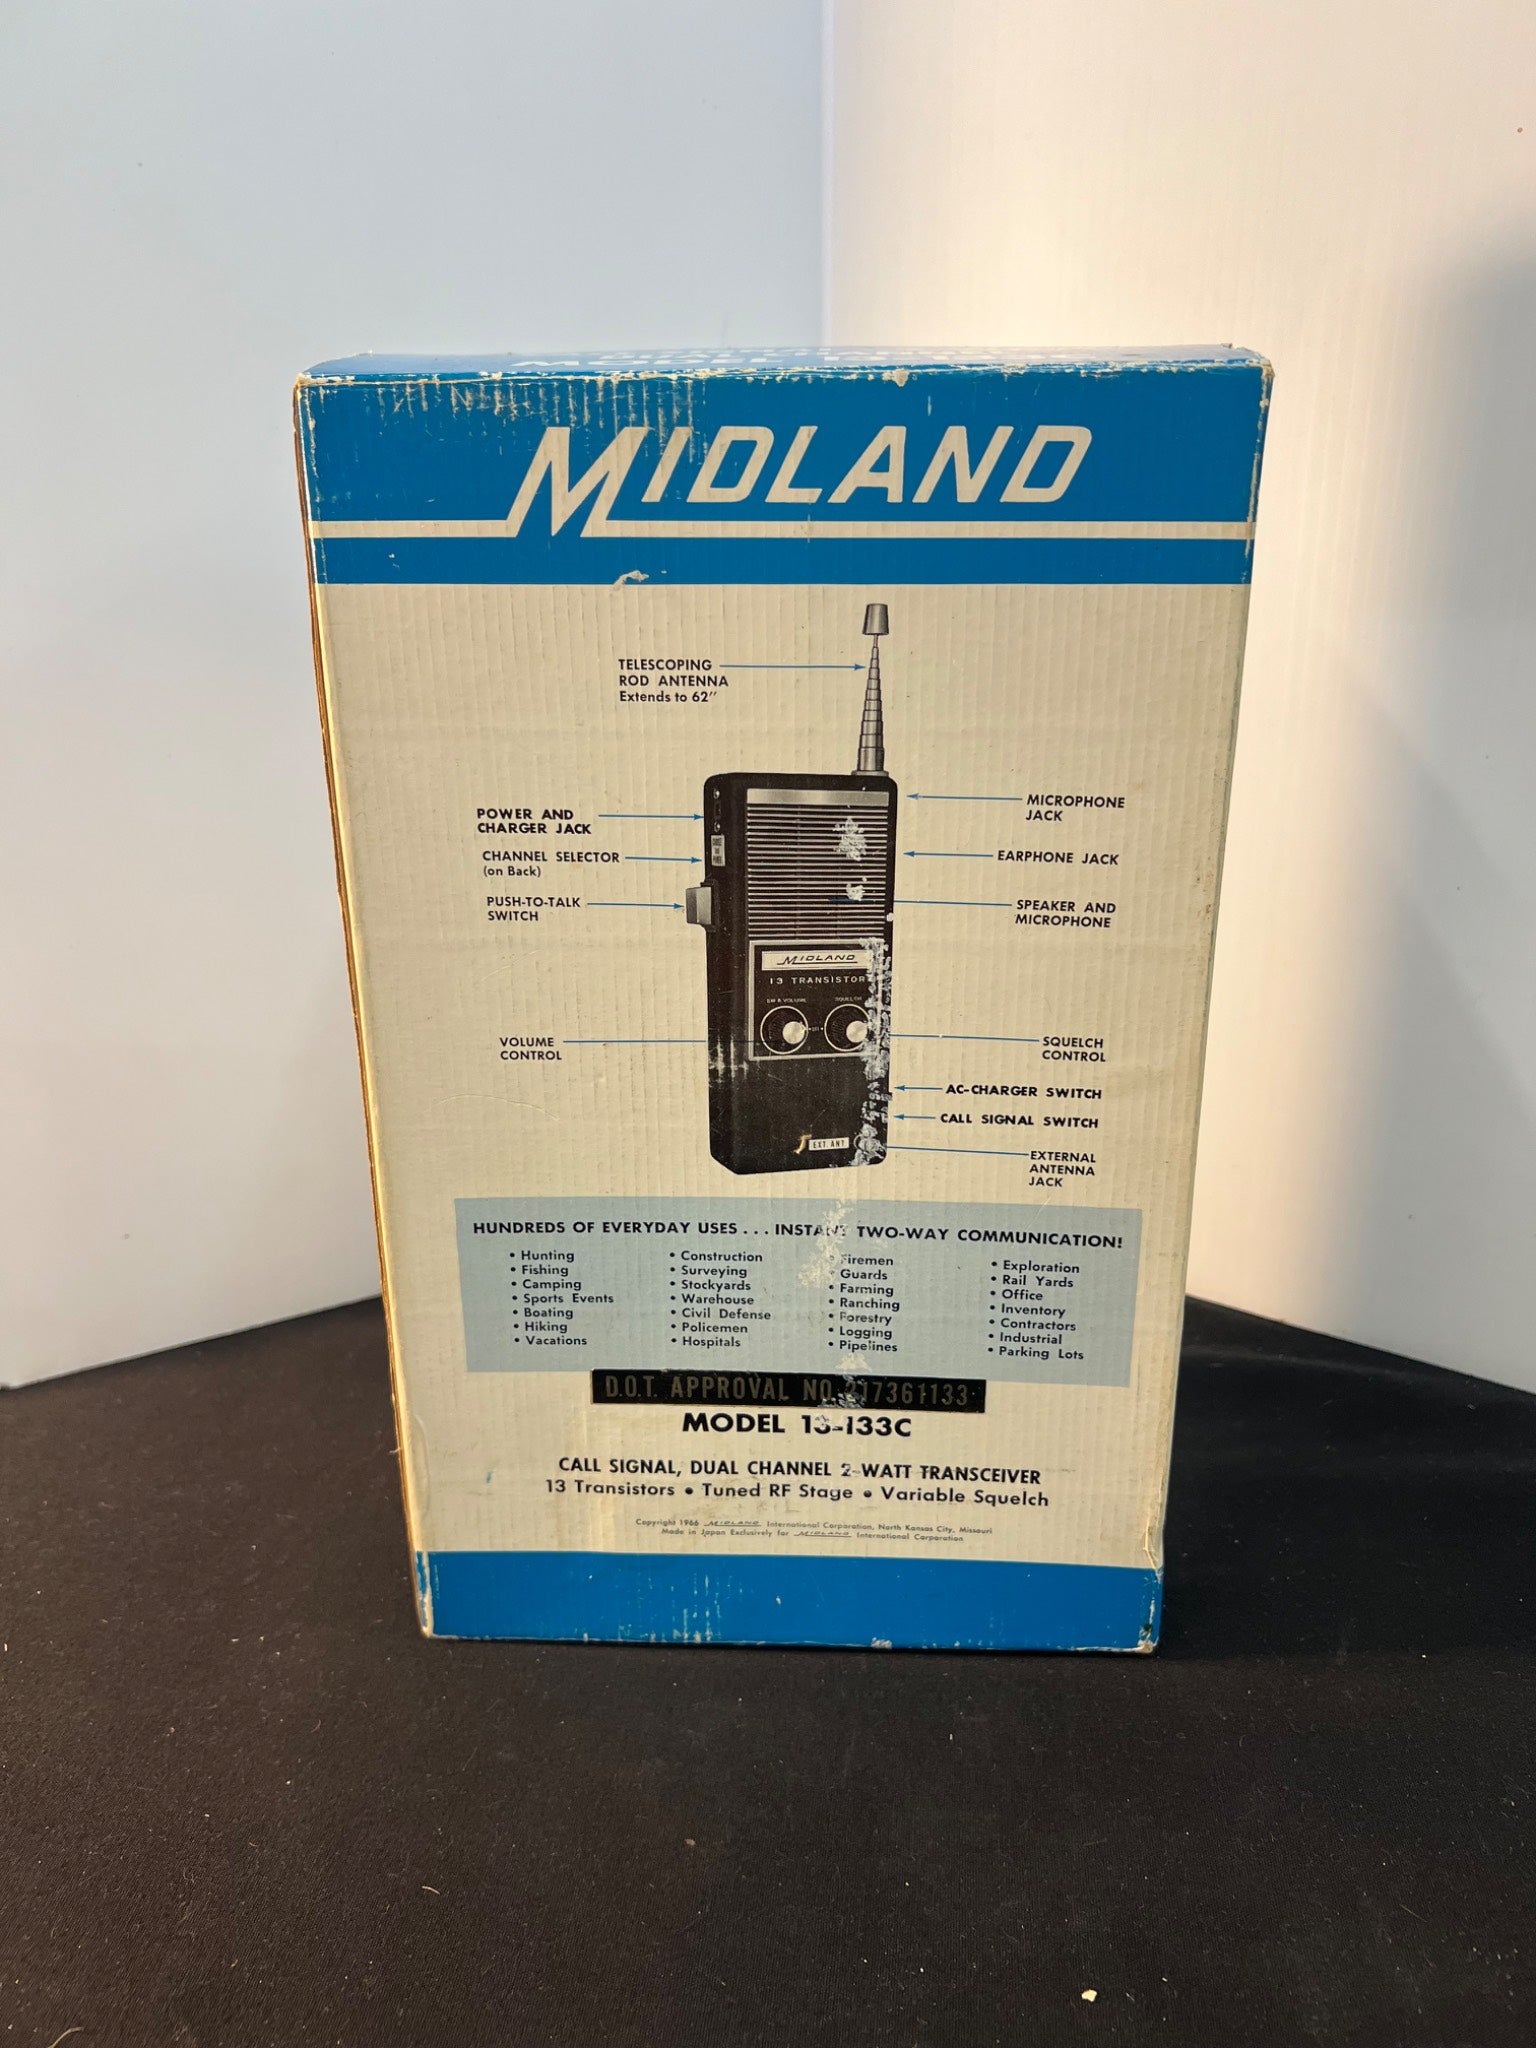 MIDLAND
TELESCOPING
ROD ANTENNA
Extends to 62"
POWER AND
CHARGER JACK
CHANNEL SELECTOR
(on Back)
PUSH-TO-TALK
SWITCH
VOLUME
CONTROL
MICROPHONE
JACK
EARPHONE JACK
SPEAKER AND
MICROPHONE
SQUELCH
CONTROL
AC-CHARGER SWITCH
CALL SIGNAL SWITCH
EXTERNAL
ANTENNA
JACK
MIDLAND
13 TRANSISTOR
VOLUME SQUELCH
EXT. ANT
HUNDREDS OF EVERYDAY USES . . . INSTANT TWO-WAY COMMUNICATION!
• Hunting
• Fishing
• Camping
• Sports Events
• Boating
• Hiking
• Vacations
• Construction
• Surveying
• Stockyards
• Warehouse
• Civil Defense
• Policemen
• Hospitals
• Firemen
• Guards
• Farming
• Ranching
• Forestry
• Logging
• Pipelines
• Exploration
• Rail Yards
• Office
• Inventory
• Contractors
• Industrial
• Parking Lots
D.O.T. APPROVAL NO. 217361133
MODEL 13-133C
CALL SIGNAL, DUAL CHANNEL 2-WATT TRANSCEIVER
13 Transistors • Tuned RF Stage • Variable Squelch
Copyright 1966 MIDLAND International Corporation, North Kansas City, Missouri
Made in Japan Exclusively for MIDLAND International Corporation